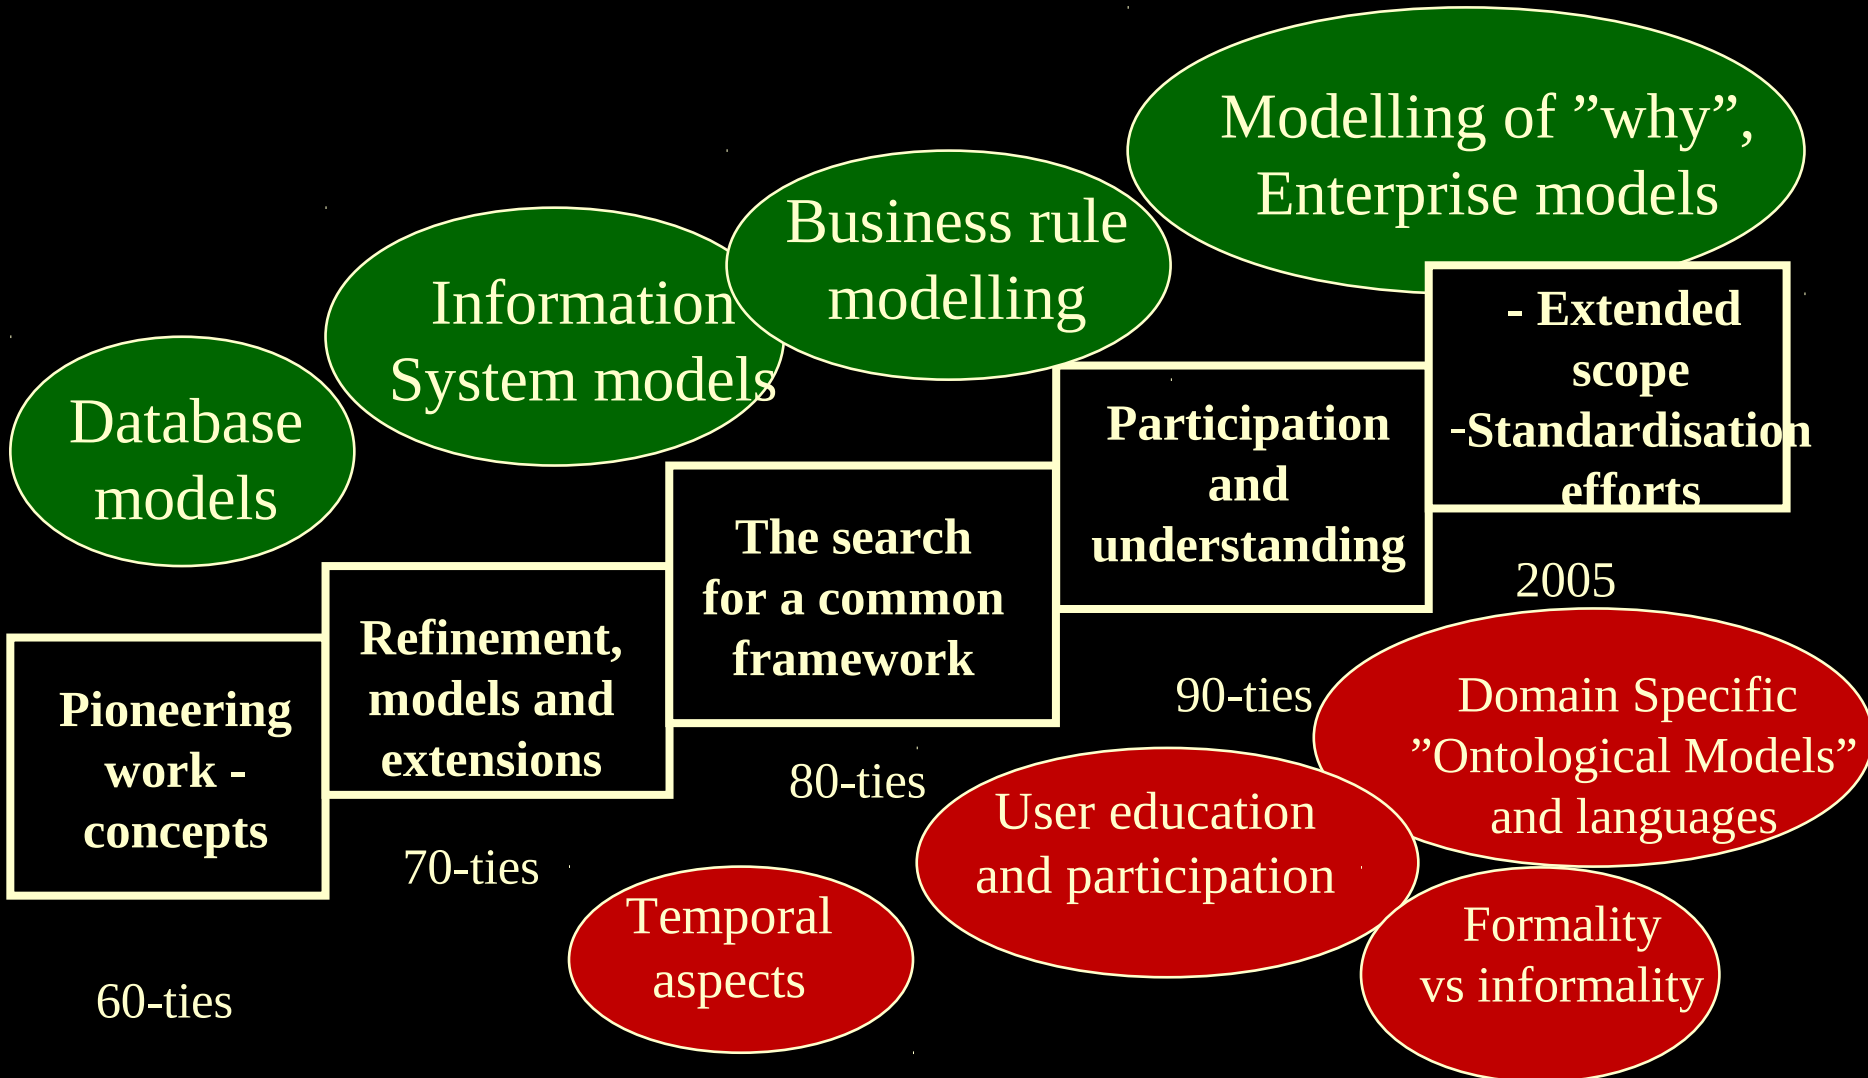 Modelling of ”why”,
Enterprise models
Business rule
modelling
Information
System models
Database
models
- Extended
scope
-Standardisation
efforts
Participation
and
understanding
The search
for a common
framework
Refinement,
models and
extensions
Pioneering
work -
concepts
2005
90-ties
80-ties
70-ties
60-ties
Domain Specific
”Ontological Models”
and languages
User education
and participation
Temporal
aspects
Formality
vs informality